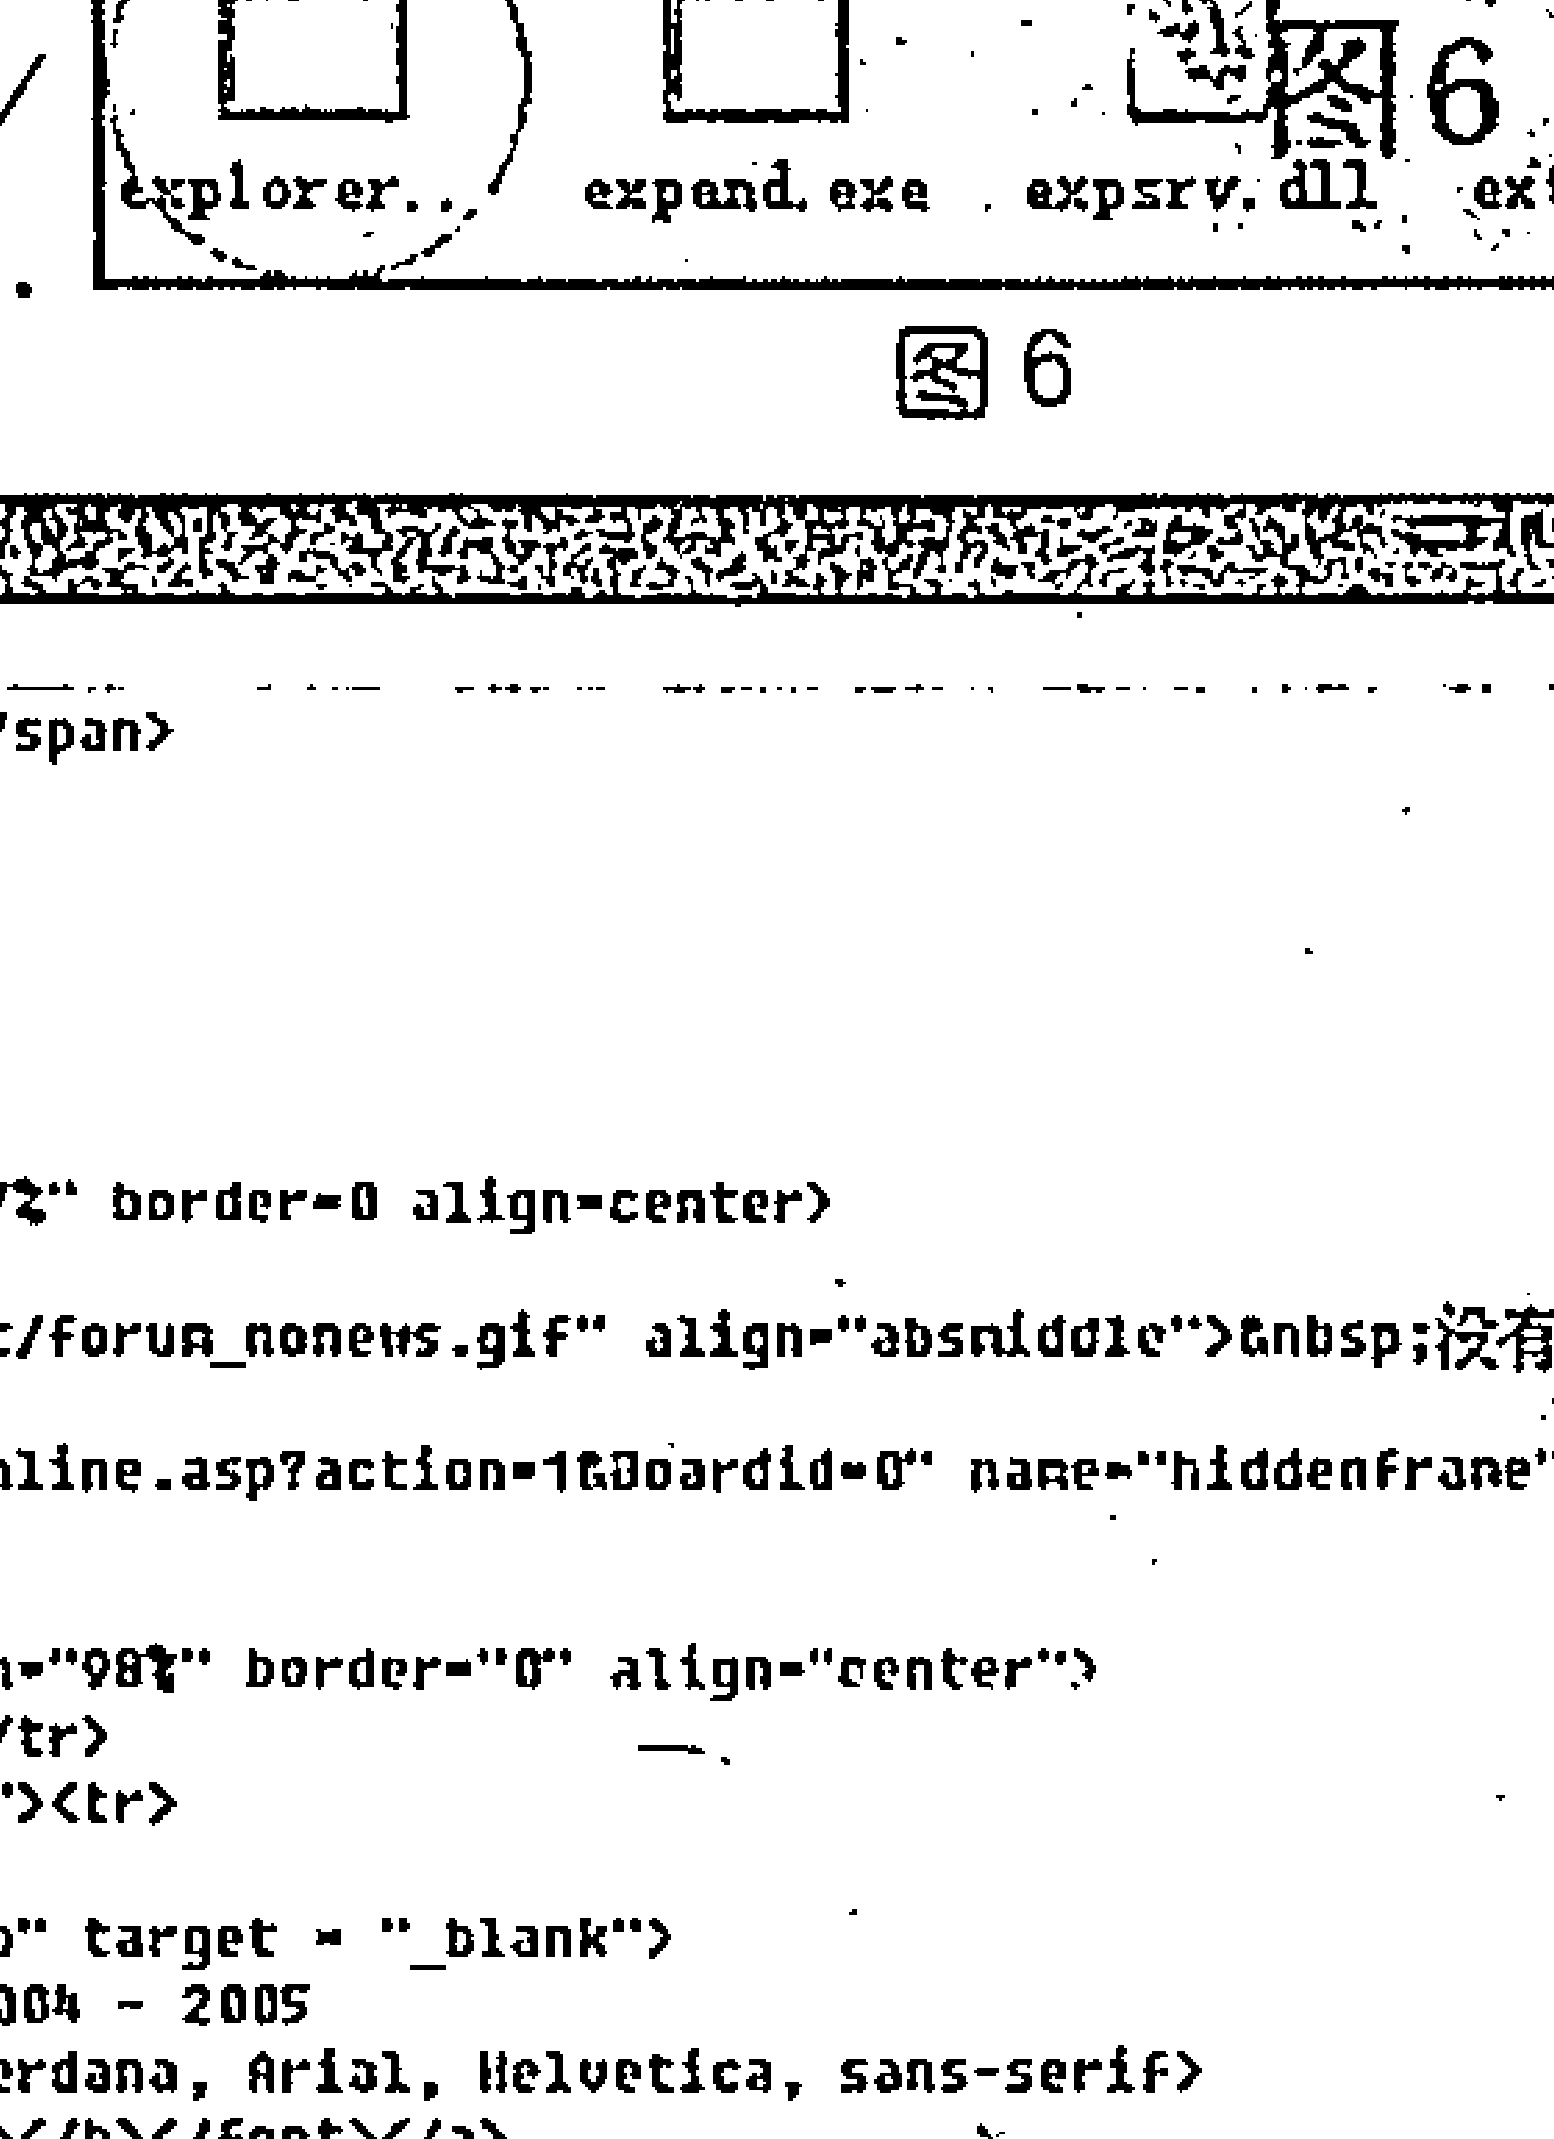 图 6
explorer.. expand.exe expsrv.dll
图 6
/span>
" border=0 align=center>
/forum_nonews.gif" align="absmiddle">&nbsp;没有
nline.asp?action=1&Boardid=0" name="hiddenframe"
="98%" border="0" align="center">
/tr>
"><tr>
" target = "_blank">
004 - 2005
erdana, Arial, Helvetica, sans-serif>
</b></font></a>